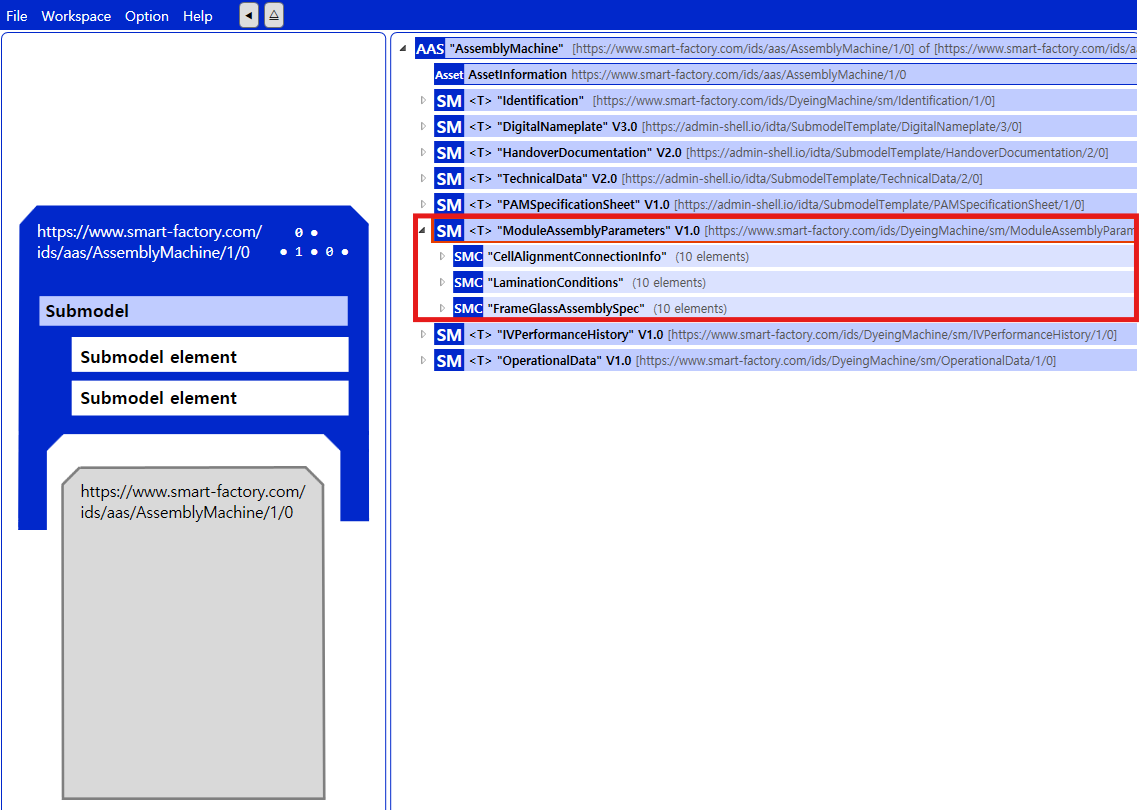 File Workspace Option Help ◄ △
https://www.smart-factory.com/
ids/aas/AssemblyMachine/1/0
0 ●
● 1 ● 0 ●
Submodel
Submodel element
Submodel element
https://www.smart-factory.com/
ids/aas/AssemblyMachine/1/0
AAS "AssemblyMachine" [https://www.smart-factory.com/ids/aas/AssemblyMachine/1/0] of [https://www.smart-factory.com/ids/a
Asset AssetInformation https://www.smart-factory.com/ids/aas/AssemblyMachine/1/0
SM <T> "Identification" [https://www.smart-factory.com/ids/DyeingMachine/sm/Identification/1/0]
SM <T> "DigitalNameplate" V3.0 [https://admin-shell.io/idta/SubmodelTemplate/DigitalNameplate/3/0]
SM <T> "HandoverDocumentation" V2.0 [https://admin-shell.io/idta/SubmodelTemplate/HandoverDocumentation/2/0]
SM <T> "TechnicalData" V2.0 [https://admin-shell.io/idta/SubmodelTemplate/TechnicalData/2/0]
SM <T> "PAMSpecificationSheet" V1.0 [https://admin-shell.io/idta/SubmodelTemplate/PAMSpecificationSheet/1/0]
SM <T> "ModuleAssemblyParameters" V1.0 [https://www.smart-factory.com/ids/DyeingMachine/sm/ModuleAssemblyParam
SMC "CellAlignmentConnectionInfo" (10 elements)
SMC "LaminationConditions" (10 elements)
SMC "FrameGlassAssemblySpec" (10 elements)
SM <T> "IVPerformanceHistory" V1.0 [https://www.smart-factory.com/ids/DyeingMachine/sm/IVPerformanceHistory/1/0]
SM <T> "OperationalData" V1.0 [https://www.smart-factory.com/ids/DyeingMachine/sm/OperationalData/1/0]